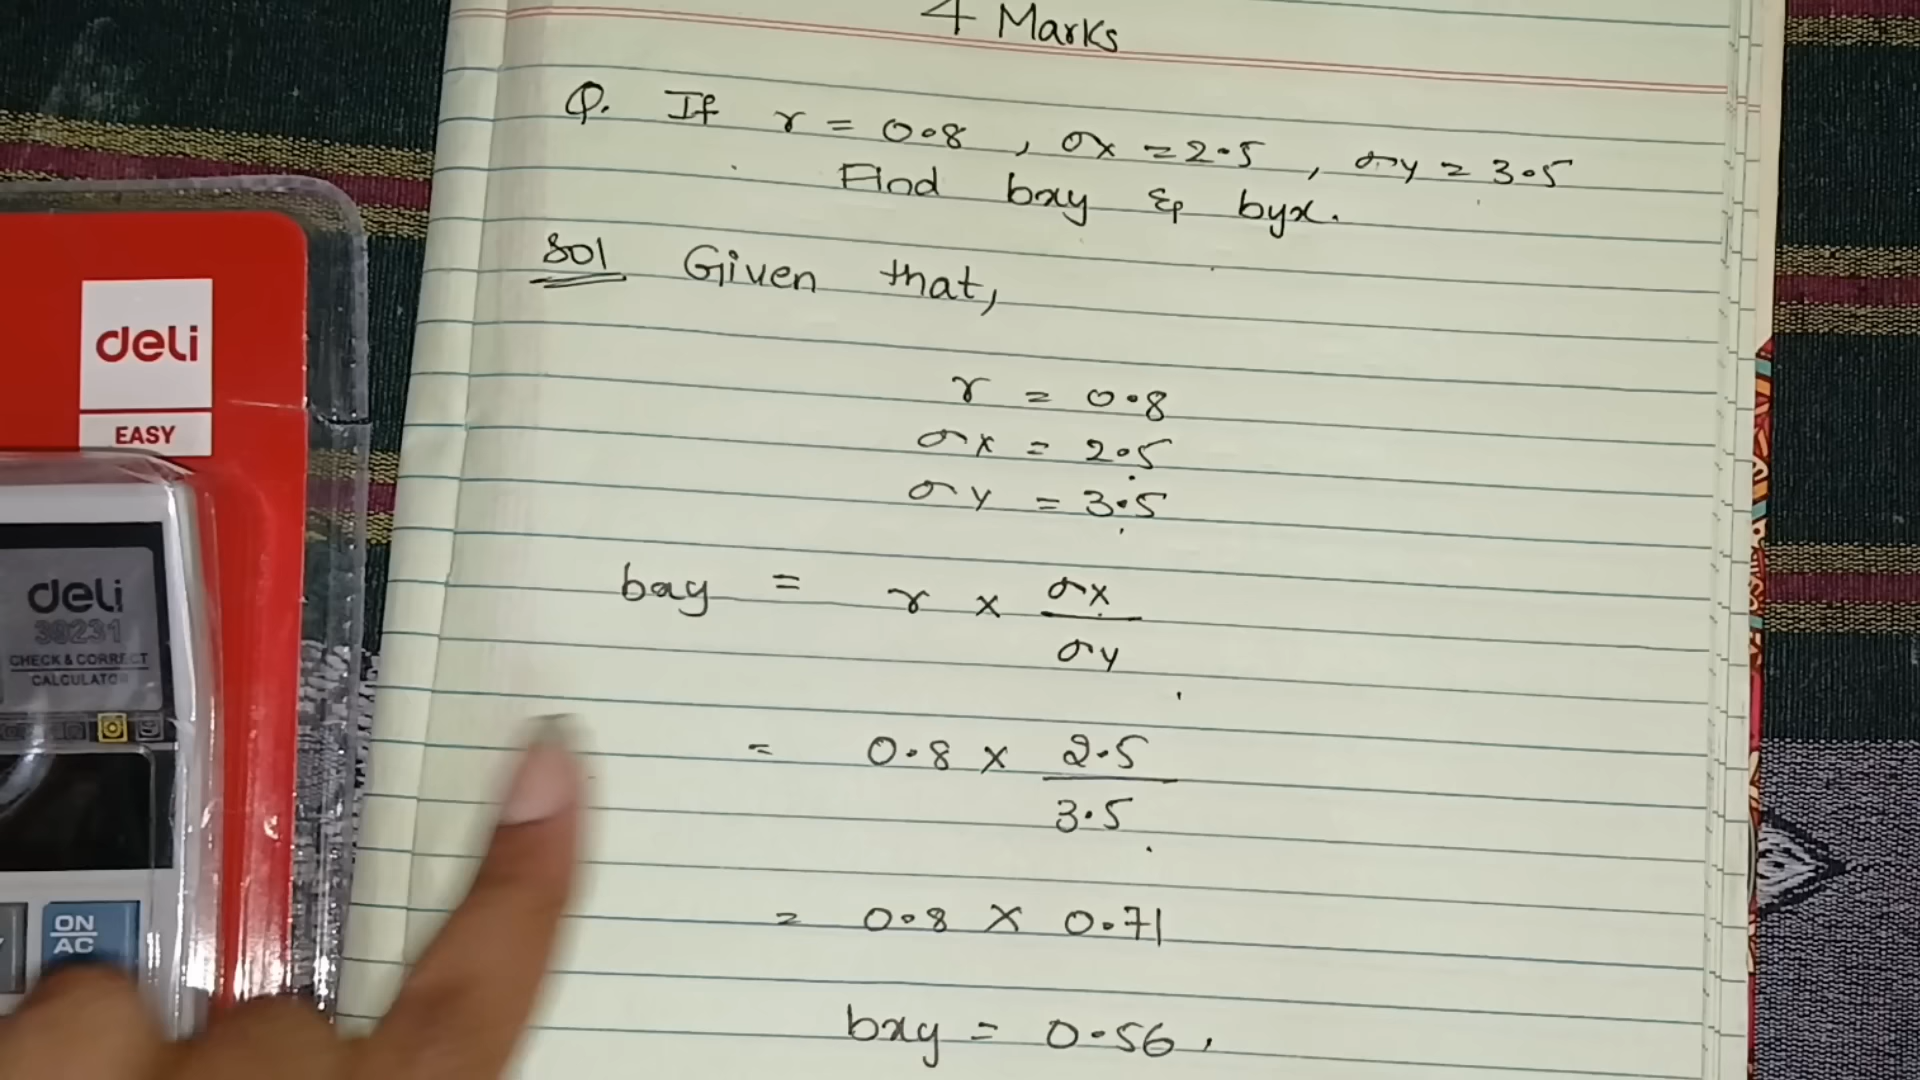 4 Marks
Q. If r = 0.8 , σx = 2.5 , σy = 3.5
Find bxy & byx.
Sol Given that,
r = 0.8
σx = 2.5
σy = 3.5
bxy = r × σx
σy
= 0.8 × 2.5
3.5
= 0.8 × 0.71
bxy = 0.56.
deli
EASY
deli
39231
CHECK & CORRECT
CALCULATOR
ON
AC